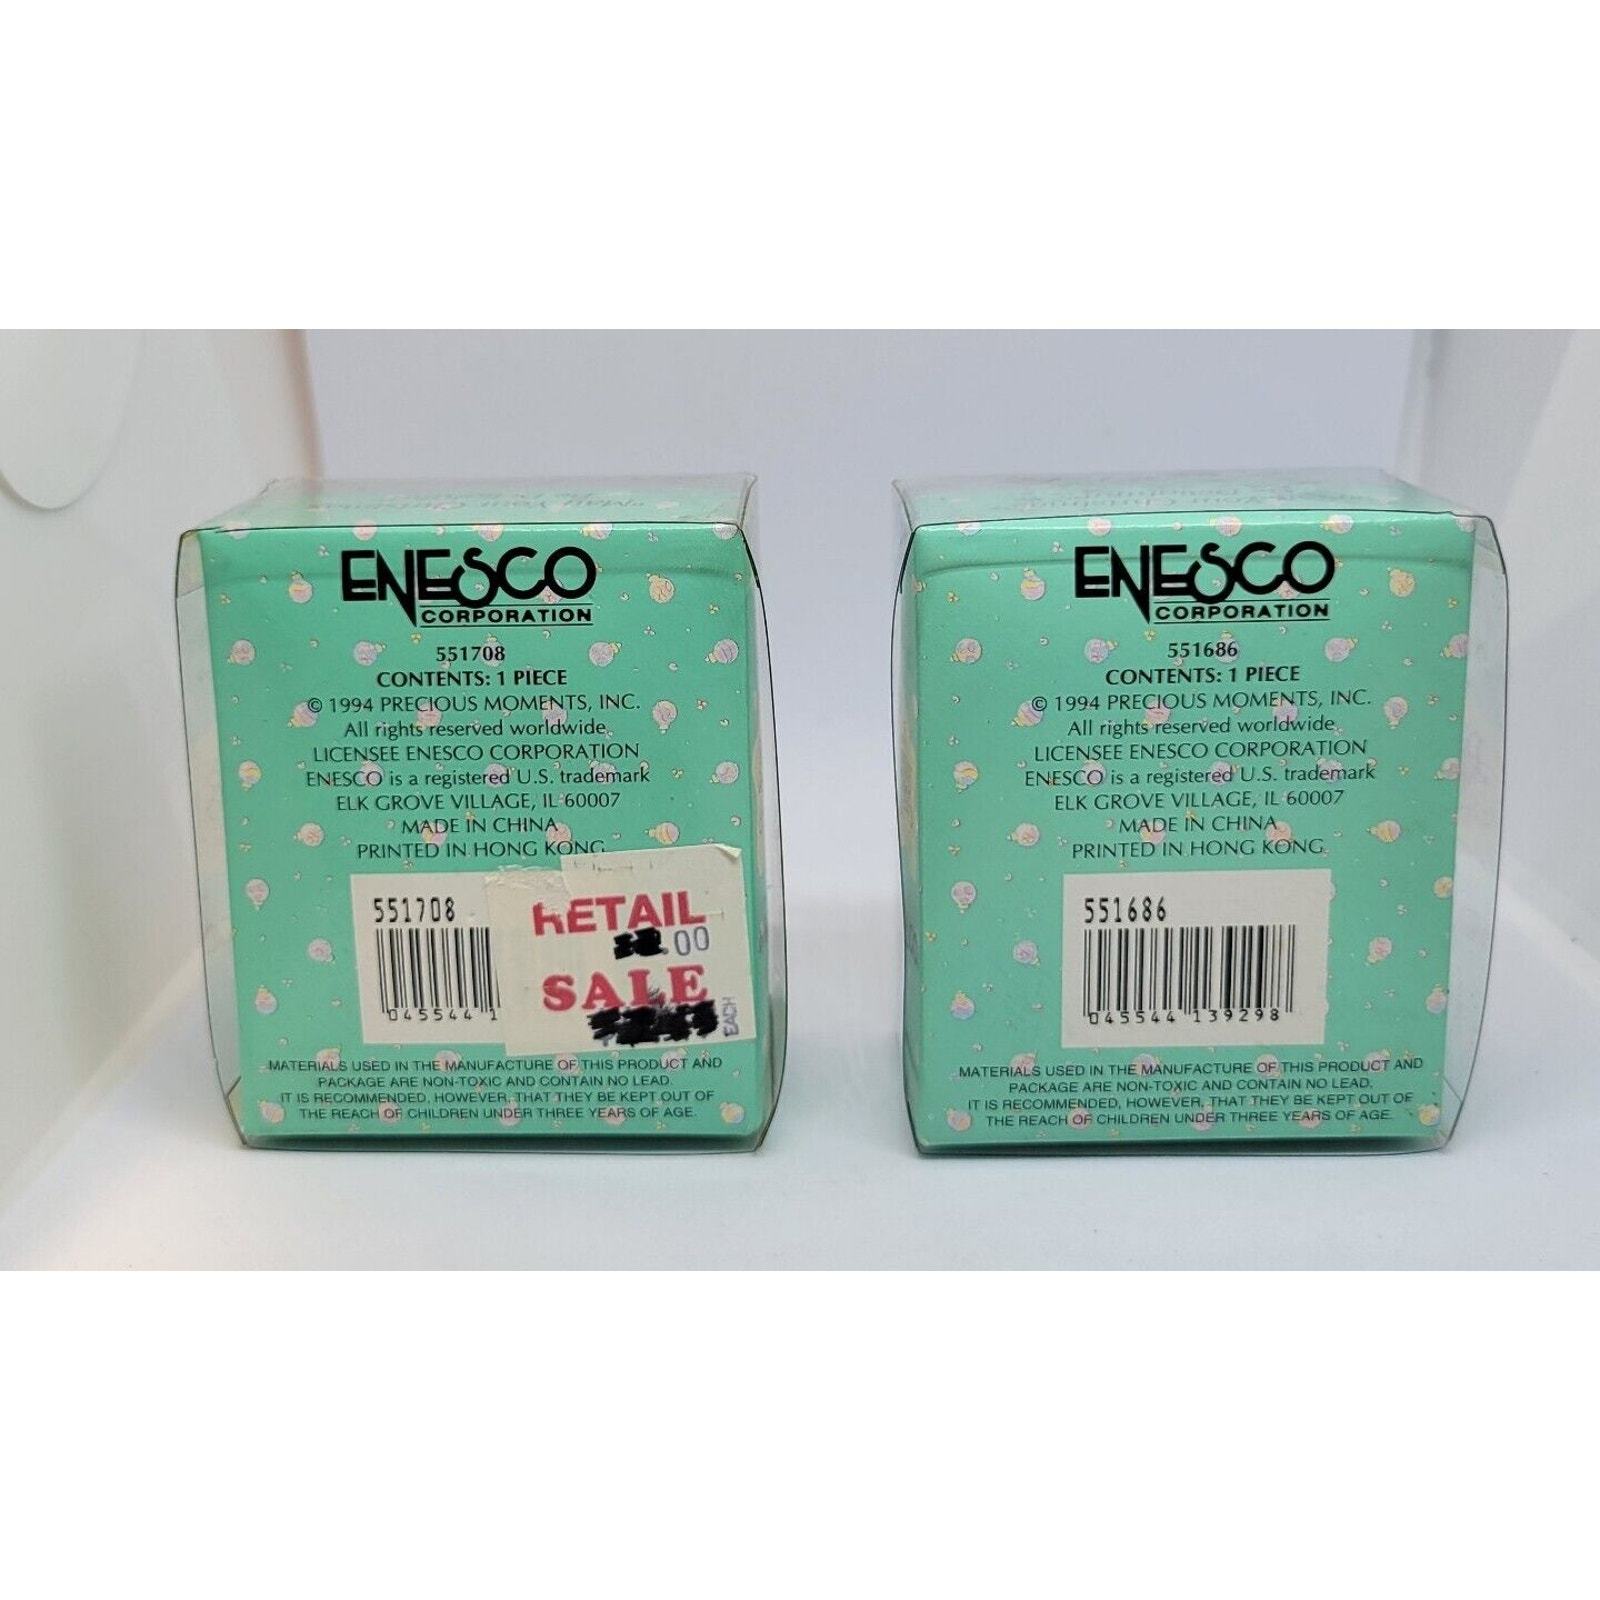 ENESCO
CORPORATION
551708
CONTENTS: 1 PIECE
© 1994 PRECIOUS MOMENTS, INC.
All rights reserved worldwide.
LICENSEE ENESCO CORPORATION
ENESCO is a registered U.S. trademark
ELK GROVE VILLAGE, IL 60007
MADE IN CHINA
PRINTED IN HONG KONG
551708
045544 1
RETAIL
.00
SALE
EACH
MATERIALS USED IN THE MANUFACTURE OF THIS PRODUCT AND
PACKAGE ARE NON-TOXIC AND CONTAIN NO LEAD.
IT IS RECOMMENDED, HOWEVER, THAT THEY BE KEPT OUT OF
THE REACH OF CHILDREN UNDER THREE YEARS OF AGE.
ENESCO
CORPORATION
551686
CONTENTS: 1 PIECE
© 1994 PRECIOUS MOMENTS, INC.
All rights reserved worldwide.
LICENSEE ENESCO CORPORATION
ENESCO is a registered U.S. trademark
ELK GROVE VILLAGE, IL 60007
MADE IN CHINA
PRINTED IN HONG KONG
551686
045544 139298
MATERIALS USED IN THE MANUFACTURE OF THIS PRODUCT AND
PACKAGE ARE NON-TOXIC AND CONTAIN NO LEAD.
IT IS RECOMMENDED, HOWEVER, THAT THEY BE KEPT OUT OF
THE REACH OF CHILDREN UNDER THREE YEARS OF AGE.